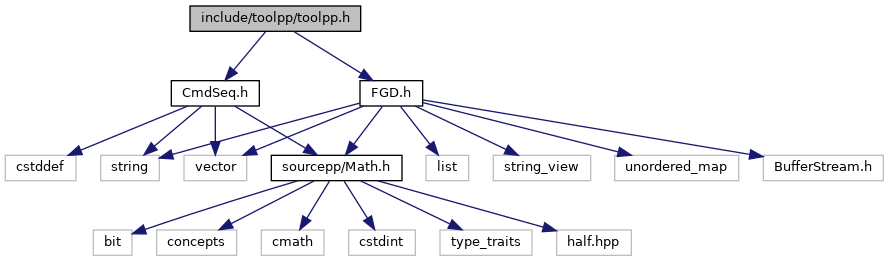 include/toolpp/toolpp.h
CmdSeq.h
FGD.h
cstddef
string
vector
sourcepp/Math.h
list
string_view
unordered_map
BufferStream.h
bit
concepts
cmath
cstdint
type_traits
half.hpp